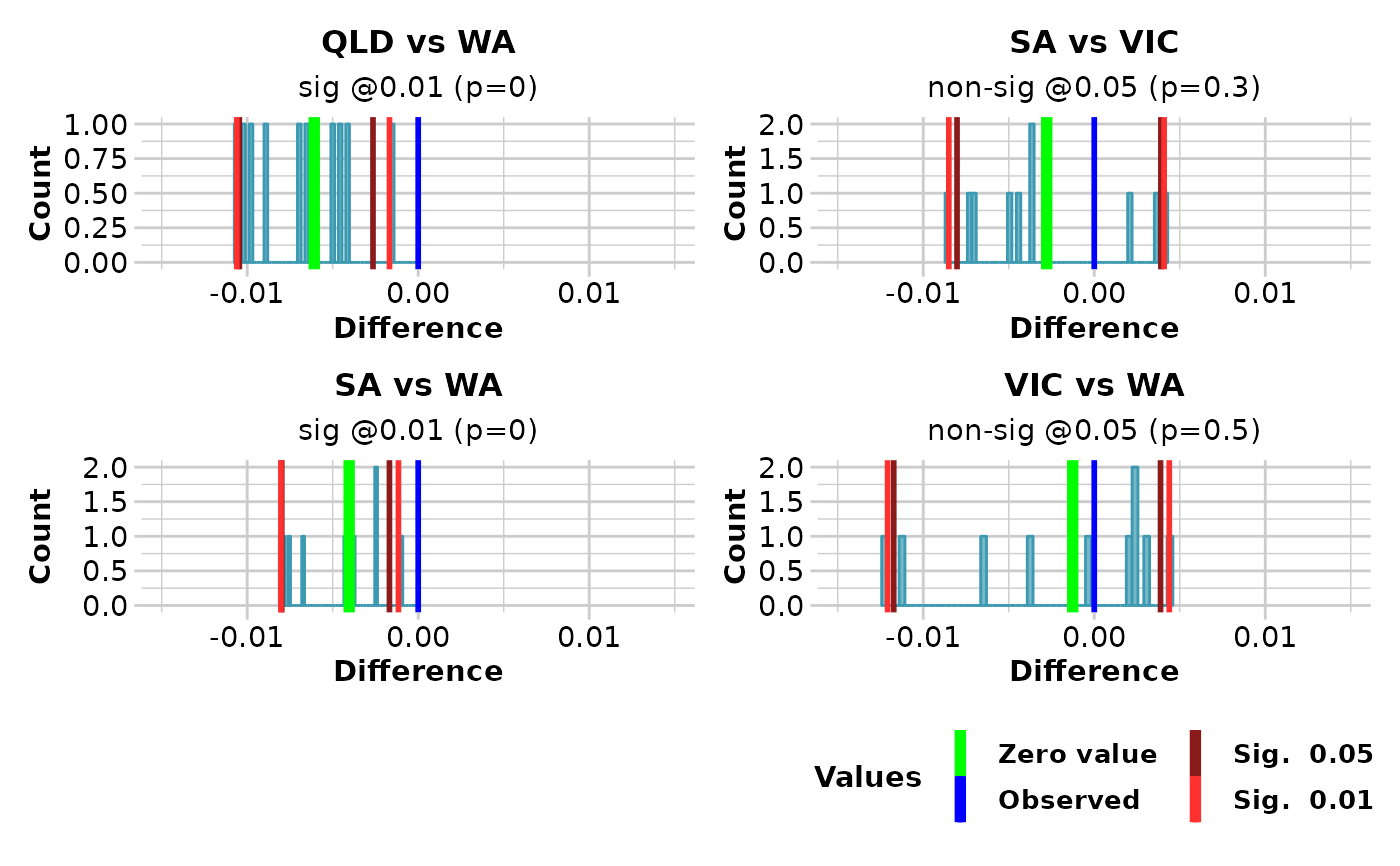 QLD vs WA
sig @0.01 (p=0)
1.00
0.75
0.50
0.25
0.00
Count
-0.01 0.00 0.01
Difference
SA vs VIC
non-sig @0.05 (p=0.3)
2.0
1.5
1.0
0.5
0.0
Count
-0.01 0.00 0.01
Difference
SA vs WA
sig @0.01 (p=0)
2.0
1.5
1.0
0.5
0.0
Count
-0.01 0.00 0.01
Difference
VIC vs WA
non-sig @0.05 (p=0.5)
2.0
1.5
1.0
0.5
0.0
Count
-0.01 0.00 0.01
Difference
Values
Zero value
Observed
Sig. 0.05
Sig. 0.01